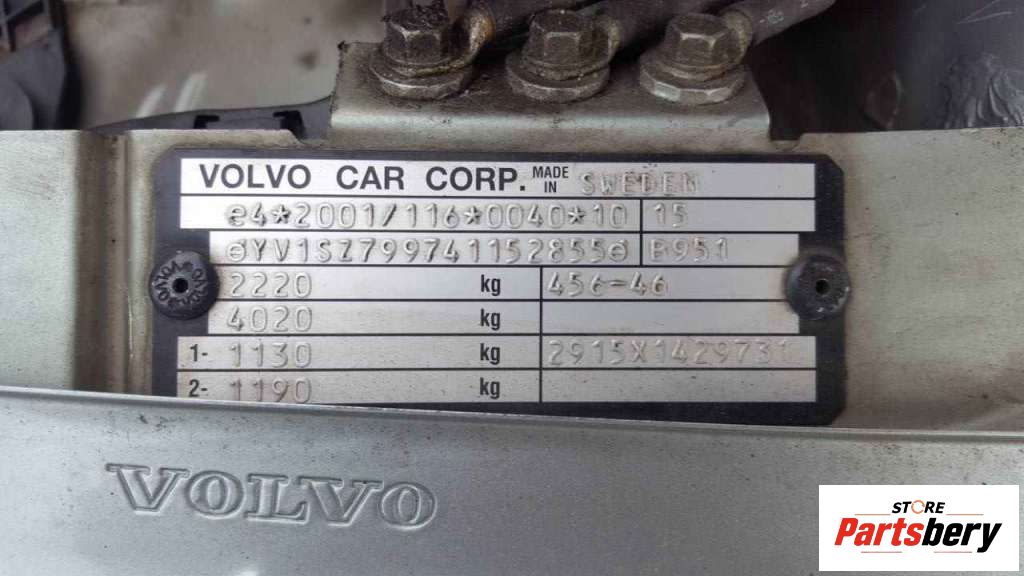 VOLVO CAR CORP. MADE IN SWEDEN
e4*2001/116*0040*10 15
YV1SZ799741152855 B951
2220 kg 456-46
4020 kg
1- 1130 kg 2915X1429731
2- 1190 kg
VOLVO
STORE
Partsbery